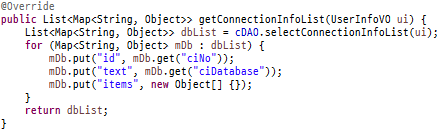 @Override
public List<Map<String, Object>> getConnectionInfoList(UserInfoVO ui) {
    List<Map<String, Object>> dbList = cDAO.selectConnectionInfoList(ui);
    for (Map<String, Object> mDb : dbList) {
        mDb.put("id", mDb.get("ciNo"));
        mDb.put("text", mDb.get("ciDatabase"));
        mDb.put("items", new Object[] {});
    }
    return dbList;
}